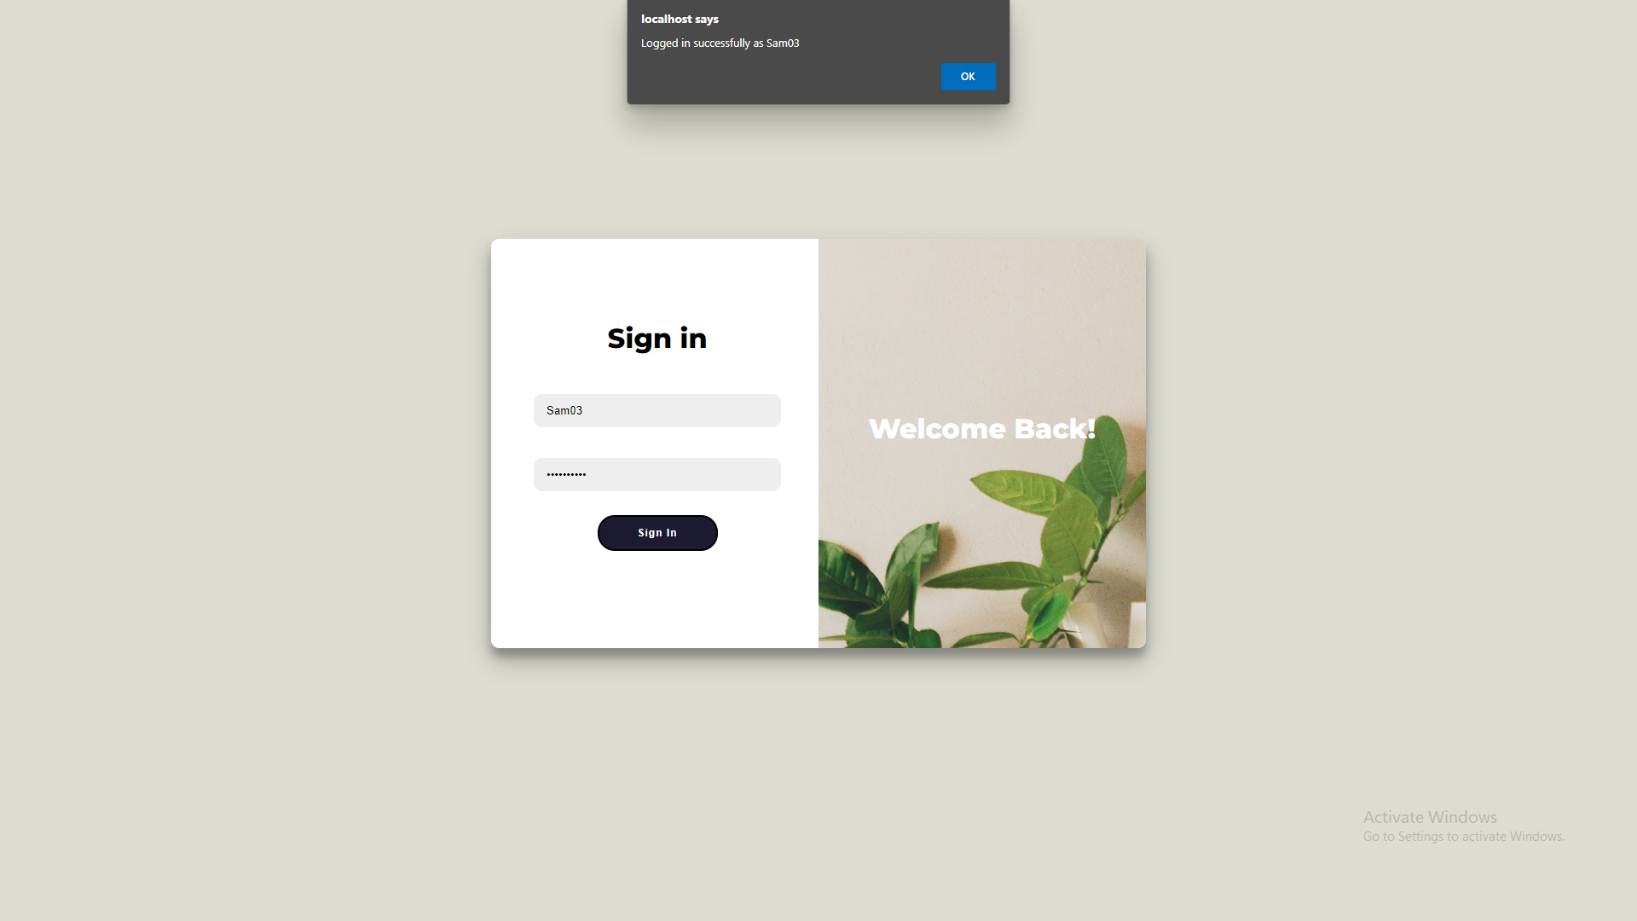 localhost says
Logged in successfully as Sam03
OK
Sign in
Sam03
••••••••••
Sign In
Welcome Back!
Activate Windows
Go to Settings to activate Windows.